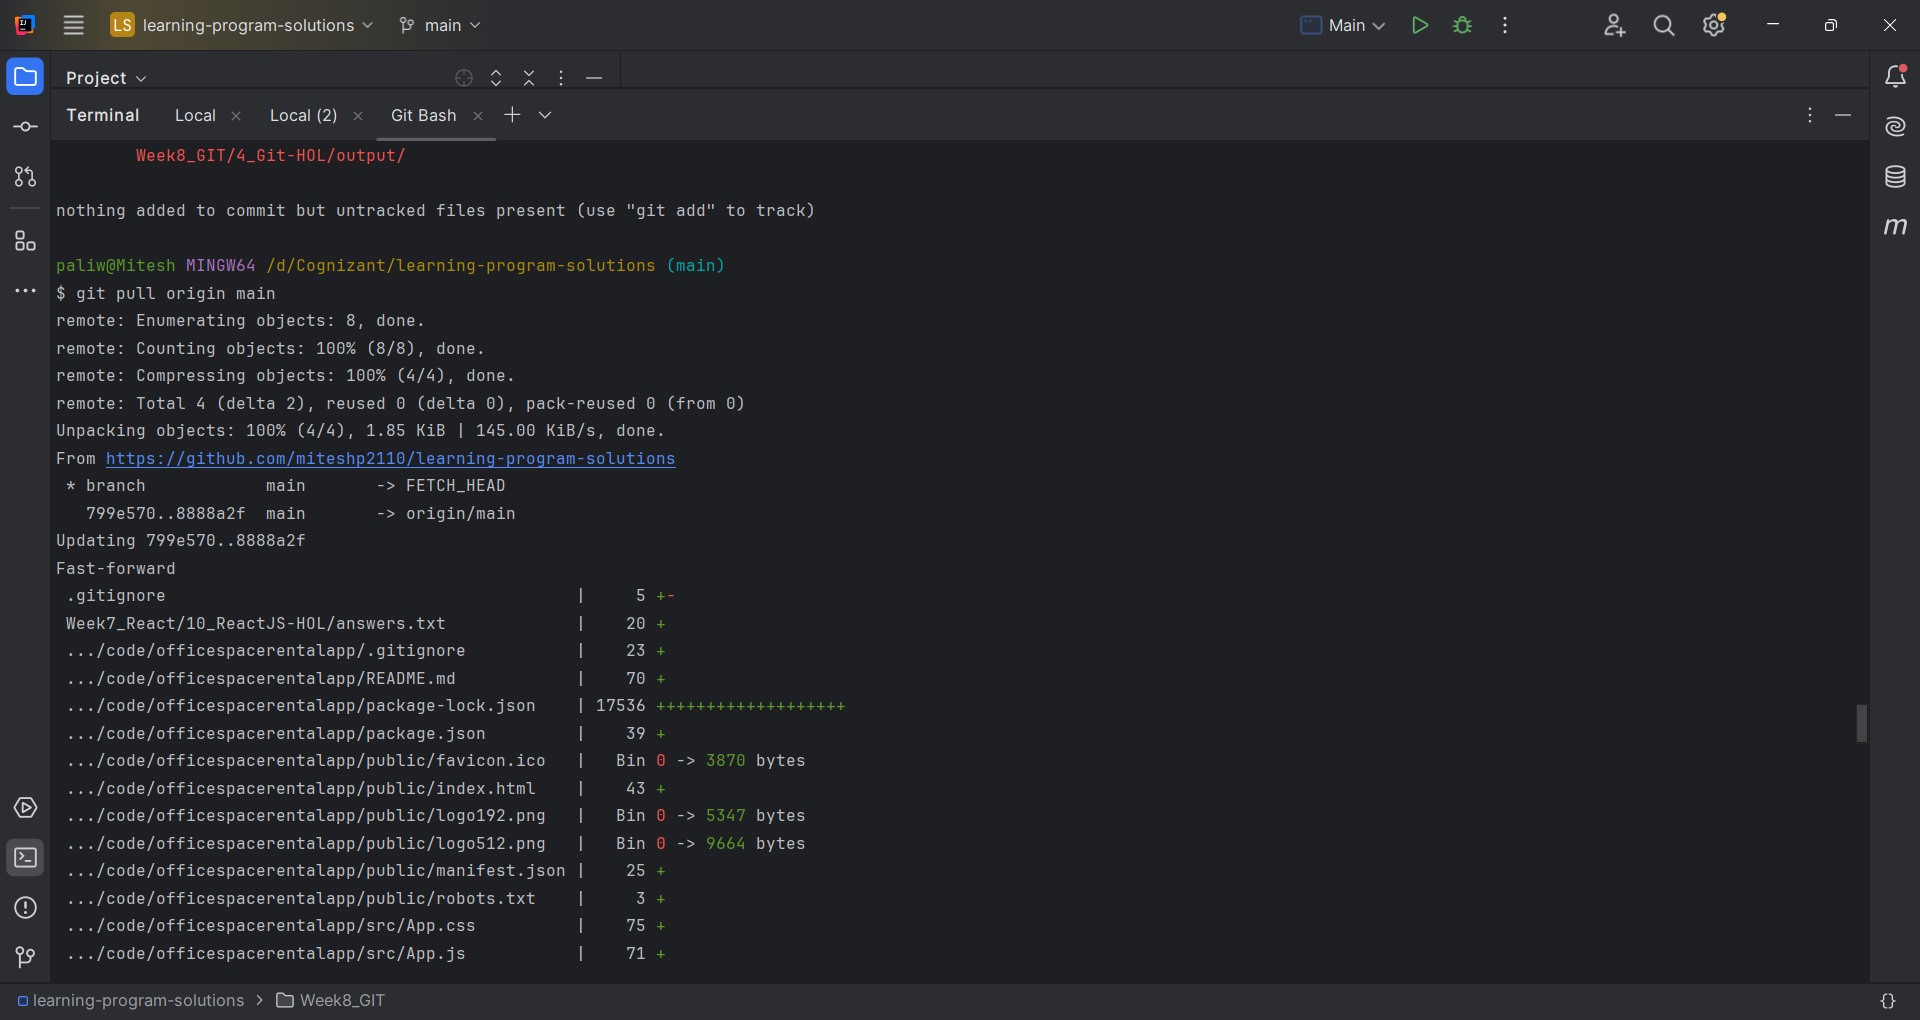 LS learning-program-solutions main Main
Project
Terminal Local Local (2) Git Bash
Week8_GIT/4_Git-HOL/output/
nothing added to commit but untracked files present (use "git add" to track)
paliw@Mitesh MINGW64 /d/Cognizant/learning-program-solutions (main)
$ git pull origin main
remote: Enumerating objects: 8, done.
remote: Counting objects: 100% (8/8), done.
remote: Compressing objects: 100% (4/4), done.
remote: Total 4 (delta 2), reused 0 (delta 0), pack-reused 0 (from 0)
Unpacking objects: 100% (4/4), 1.85 KiB | 145.00 KiB/s, done.
From https://github.com/miteshp2110/learning-program-solutions
 * branch            main       -> FETCH_HEAD
   799e570..8888a2f  main       -> origin/main
Updating 799e570..8888a2f
Fast-forward
 .gitignore                                         |     5 +-
 Week7_React/10_ReactJS-HOL/answers.txt             |    20 +
 .../code/officespacerentalapp/.gitignore           |    23 +
 .../code/officespacerentalapp/README.md            |    70 +
 .../code/officespacerentalapp/package-lock.json    | 17536 +++++++++++++++++++
 .../code/officespacerentalapp/package.json         |    39 +
 .../code/officespacerentalapp/public/favicon.ico   |   Bin 0 -> 3870 bytes
 .../code/officespacerentalapp/public/index.html    |    43 +
 .../code/officespacerentalapp/public/logo192.png   |   Bin 0 -> 5347 bytes
 .../code/officespacerentalapp/public/logo512.png   |   Bin 0 -> 9664 bytes
 .../code/officespacerentalapp/public/manifest.json |    25 +
 .../code/officespacerentalapp/public/robots.txt    |     3 +
 .../code/officespacerentalapp/src/App.css          |    75 +
 .../code/officespacerentalapp/src/App.js           |    71 +
learning-program-solutions > Week8_GIT